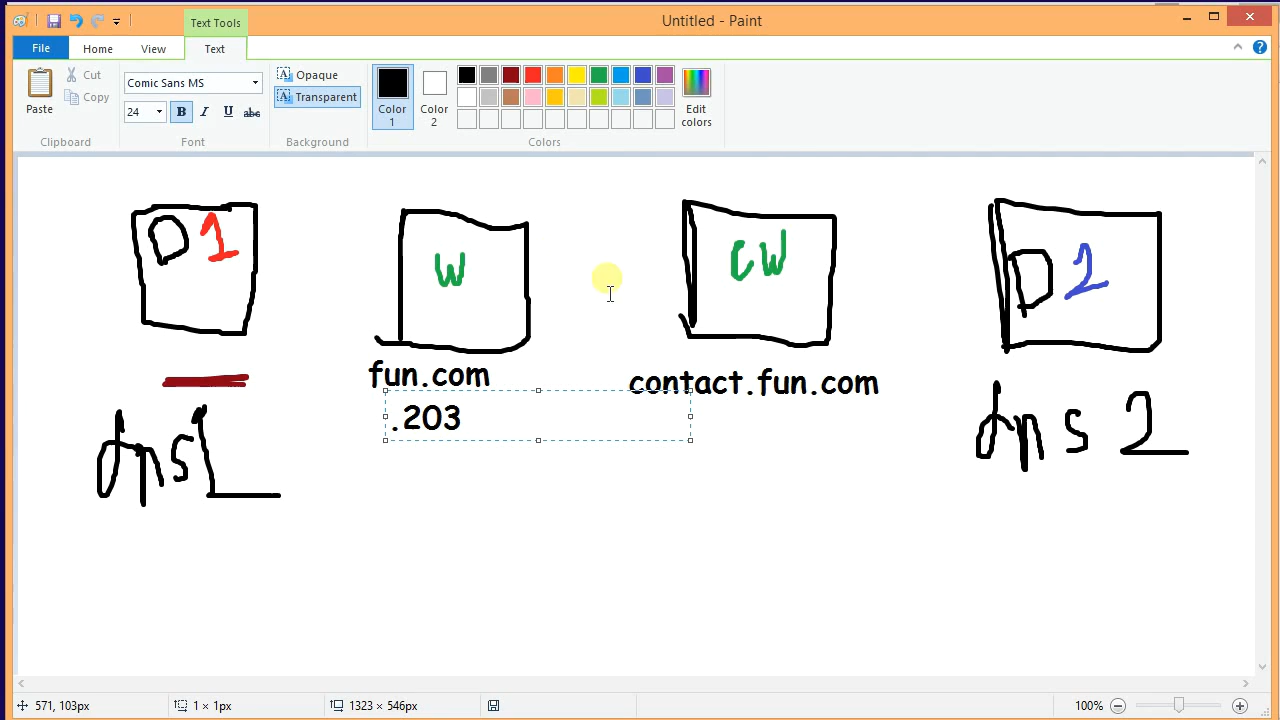 Untitled - Paint
Text Tools
File
Home
View
Text
Paste
Cut
Copy
Clipboard
Comic Sans MS
24
B
I
U
abc
Font
Opaque
Transparent
Background
Color 1
Color 2
Edit colors
Colors
D 1
W
CW
D 2
fun.com
contact.fun.com
.203
dns1
dns 2
571, 103px
1 × 1px
1323 × 546px
100%